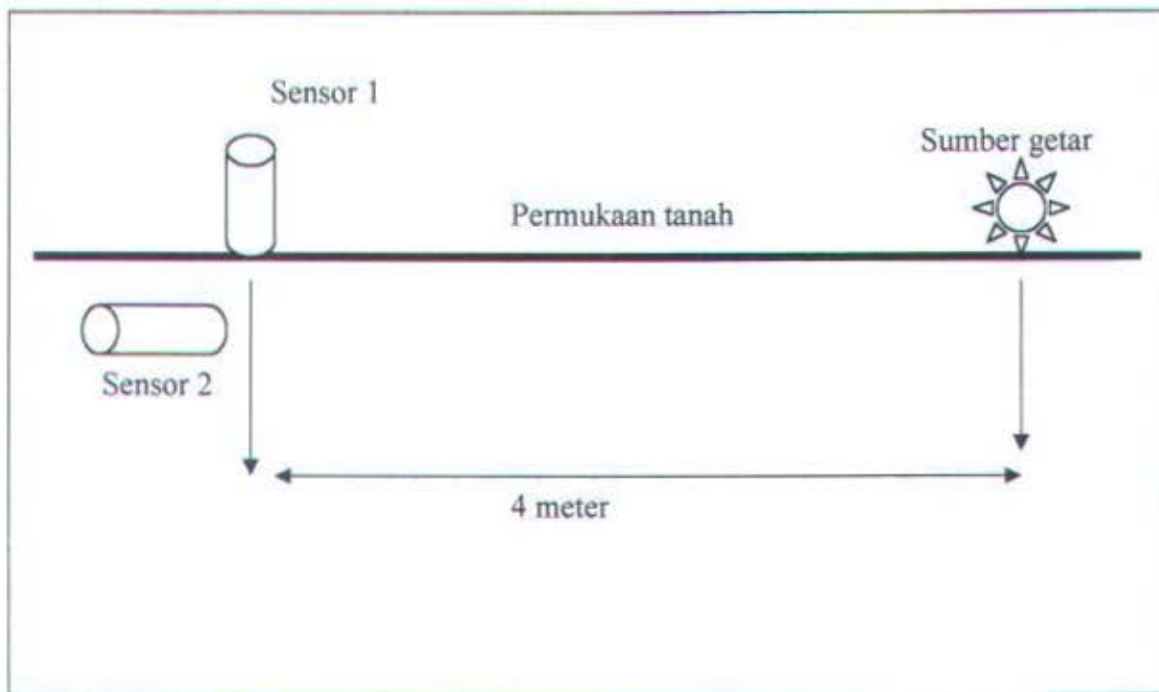 Sensor 1
Sumber getar
Permukaan tanah
Sensor 2
4 meter